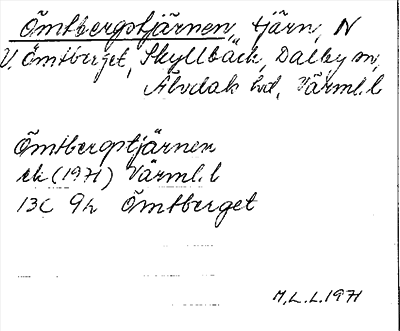 Ömtbergstjärnen, tjärn, N
V. Ömtberget, Skyllbäck, Dalby sn,
Älvdals hd, Värml. l
Ömtbergstjärnen
ek (1971) Värml. l
13C 9h Ömtberget
M.L.L. 1971